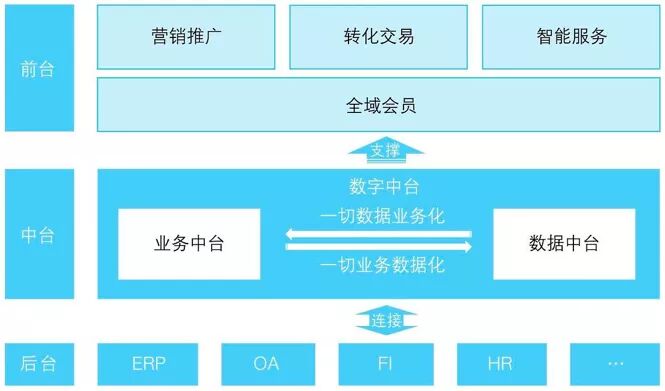 前台
营销推广
转化交易
智能服务
全域会员
支撑
中台
数字中台
业务中台
一切数据业务化
一切业务数据化
数据中台
连接
后台
ERP
OA
FI
HR
…